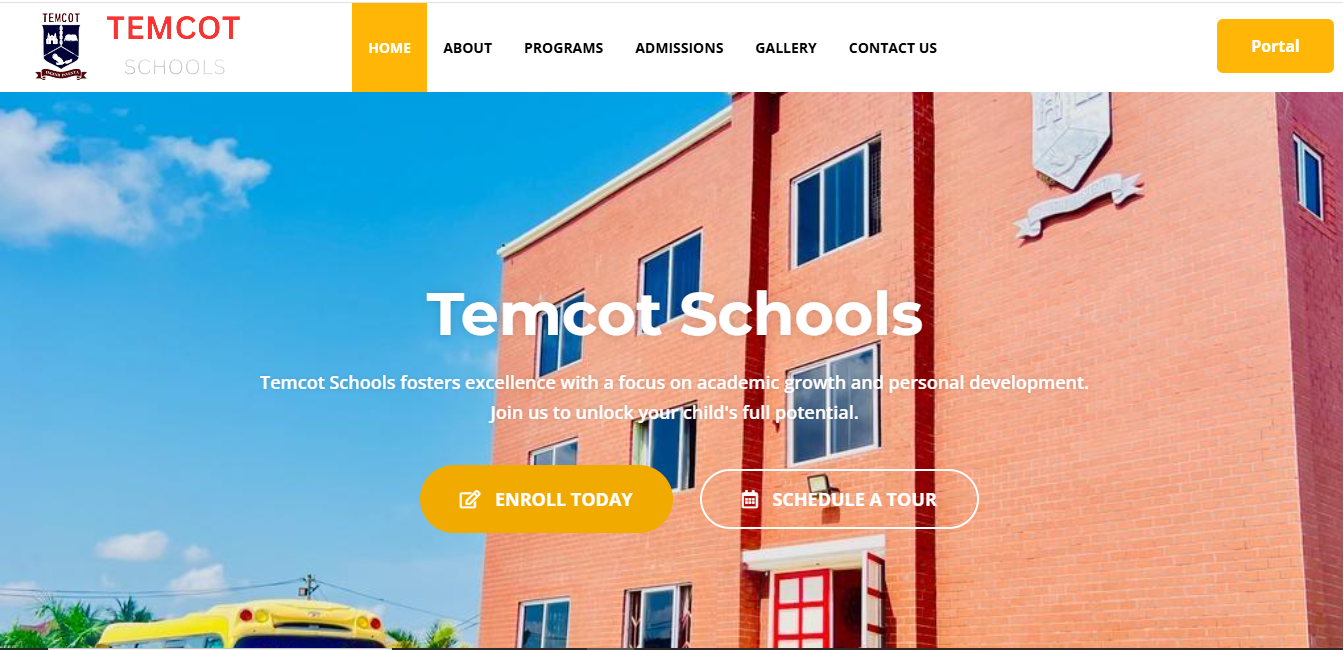 TEMCOT
TEMCOT
SCHOOLS
HOME
ABOUT
PROGRAMS
ADMISSIONS
GALLERY
CONTACT US
Portal
Temcot Schools
Temcot Schools fosters excellence with a focus on academic growth and personal development.
Join us to unlock your child's full potential.
ENROLL TODAY
SCHEDULE A TOUR